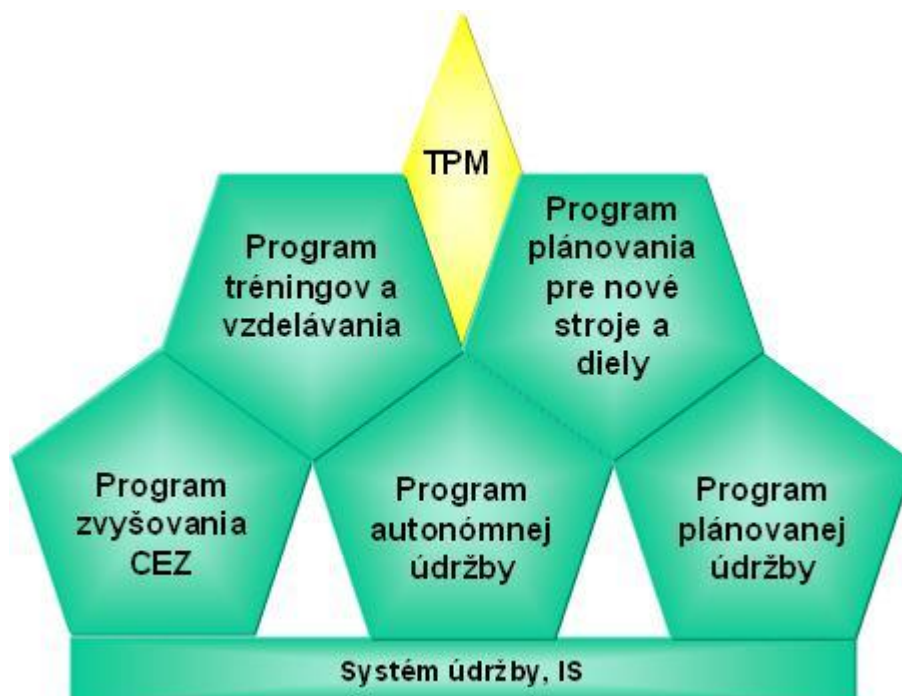 TPM
Program
tréningov a
vzdelávania
Program
plánovania
pre nové
stroje a
diely
Program
zvyšovania
CEZ
Program
autonómnej
údržby
Program
plánovanej
údržby
Systém údržby, IS